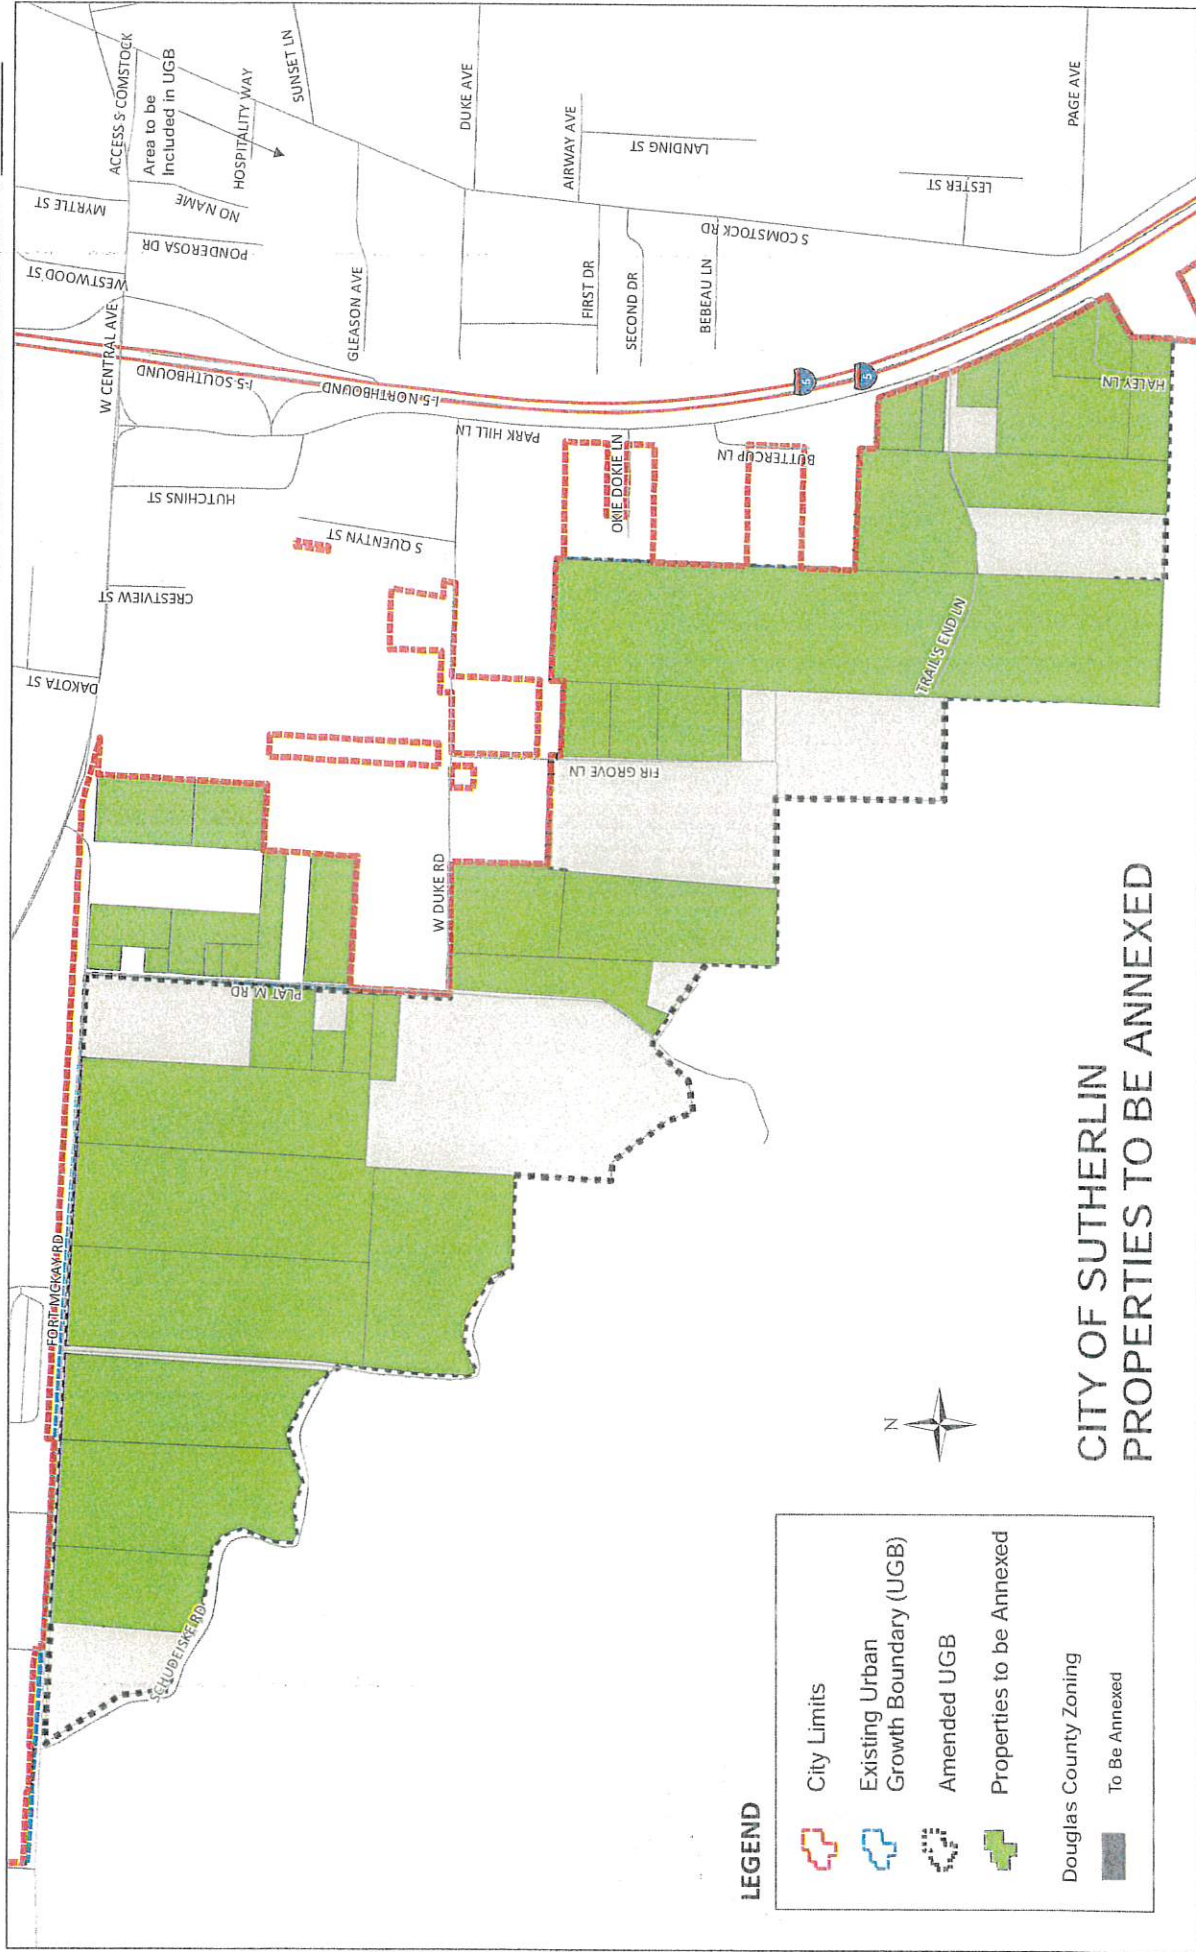 ACCESS S COMSTOCK
Area to be
Included in UGB
HOSPITALITY WAY
SUNSET LN
MYRTLE ST
NO NAME
PONDEROSA DR
WESTWOOD ST
W CENTRAL AVE
GLEASON AVE
DUKE AVE
AIRWAY AVE
LANDING ST
LESTER ST
PAGE AVE
S COMSTOCK RD
FIRST DR
SECOND DR
BEBEAU LN
I-5 SOUTHBOUND
I-5 NORTHBOUND
5
5
PARK HILL LN
HUTCHINS ST
S QUENTYN ST
OKIE DOKIE LN
BUTTERCUP LN
HALEY LN
CRESTVIEW ST
DAKOTA ST
TRAIL'S END LN
FIR GROVE LN
W DUKE RD
PLAT M RD
FORT MCKAY RD
SCHUDEISKE RD
N
CITY OF SUTHERLIN
PROPERTIES TO BE ANNEXED
LEGEND
City Limits
Existing Urban
Growth Boundary (UGB)
Amended UGB
Properties to be Annexed
Douglas County Zoning
To Be Annexed